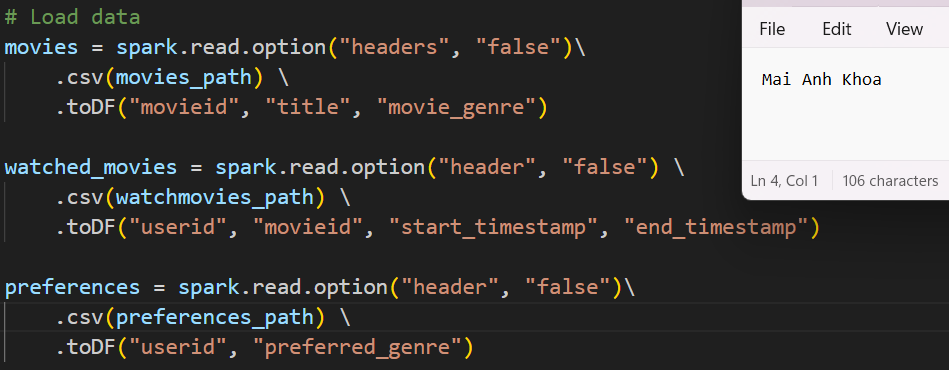 # Load data
movies = spark.read.option("headers", "false")\
    .csv(movies_path) \
    .toDF("movieid", "title", "movie_genre")
watched_movies = spark.read.option("header", "false") \
    .csv(watchmovies_path) \
    .toDF("userid", "movieid", "start_timestamp", "end_timestamp")
preferences = spark.read.option("header", "false")\
    .csv(preferences_path) \
    .toDF("userid", "preferred_genre")
File Edit View
Mai Anh Khoa
Ln 4, Col 1 106 characters